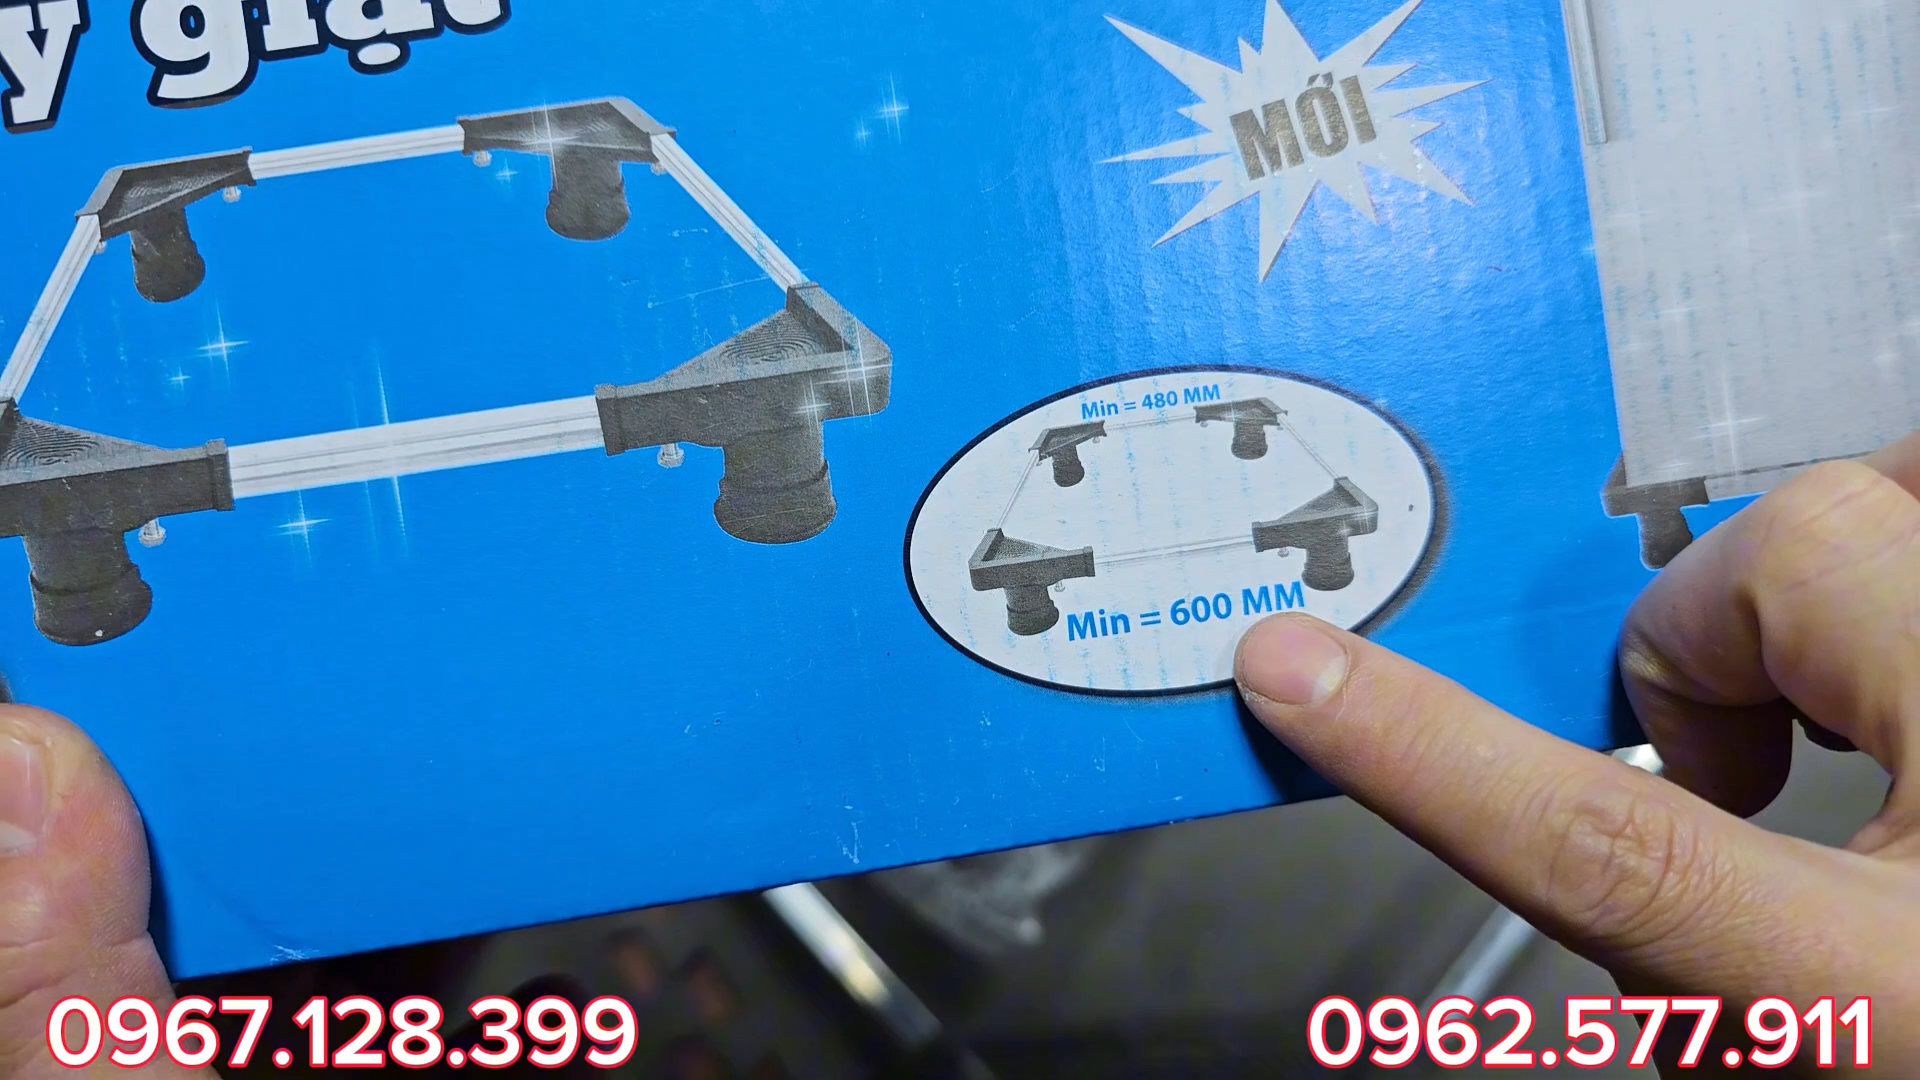 y giặt
MỚI
Min = 480 MM
Min = 600 MM
0967.128.399
0962.577.911